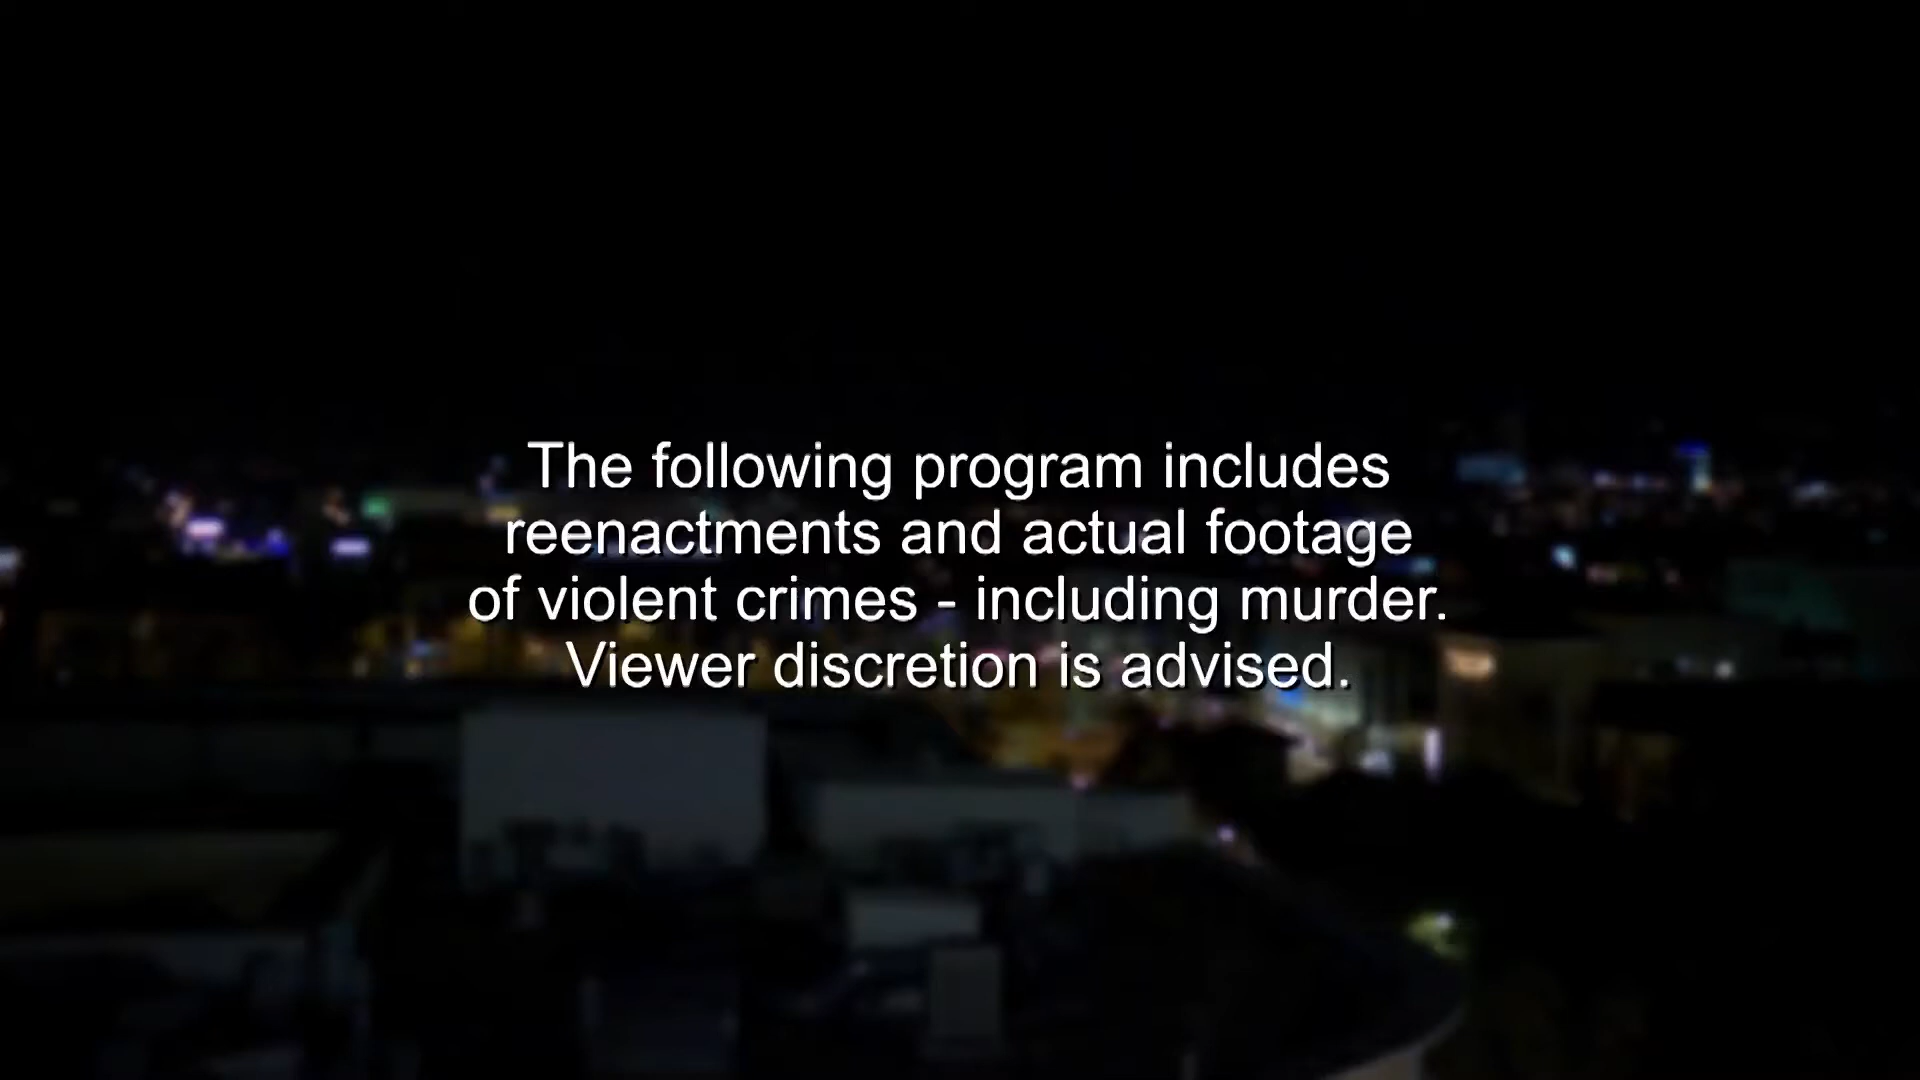 The following program includes
reenactments and actual footage
of violent crimes - including murder.
Viewer discretion is advised.